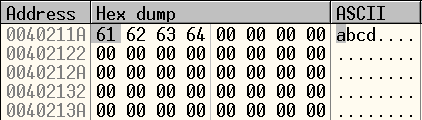 Address Hex dump ASCII
0040211A 61 62 63 64 00 00 00 00 abcd....
00402122 00 00 00 00 00 00 00 00 ........
0040212A 00 00 00 00 00 00 00 00 ........
00402132 00 00 00 00 00 00 00 00 ........
0040213A 00 00 00 00 00 00 00 00 ........